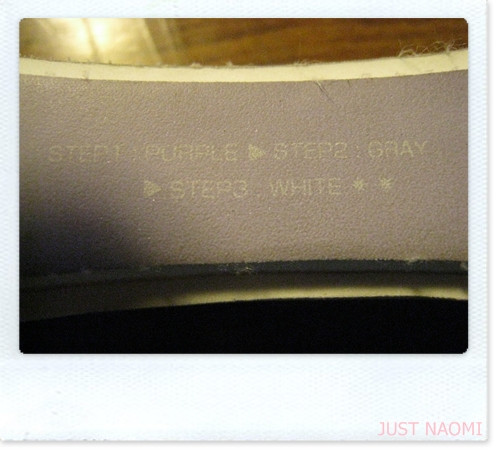 STEP1 : PURPLE ▶ STEP2 : GRAY
▶ STEP3 : WHITE * *
JUST NAOMI